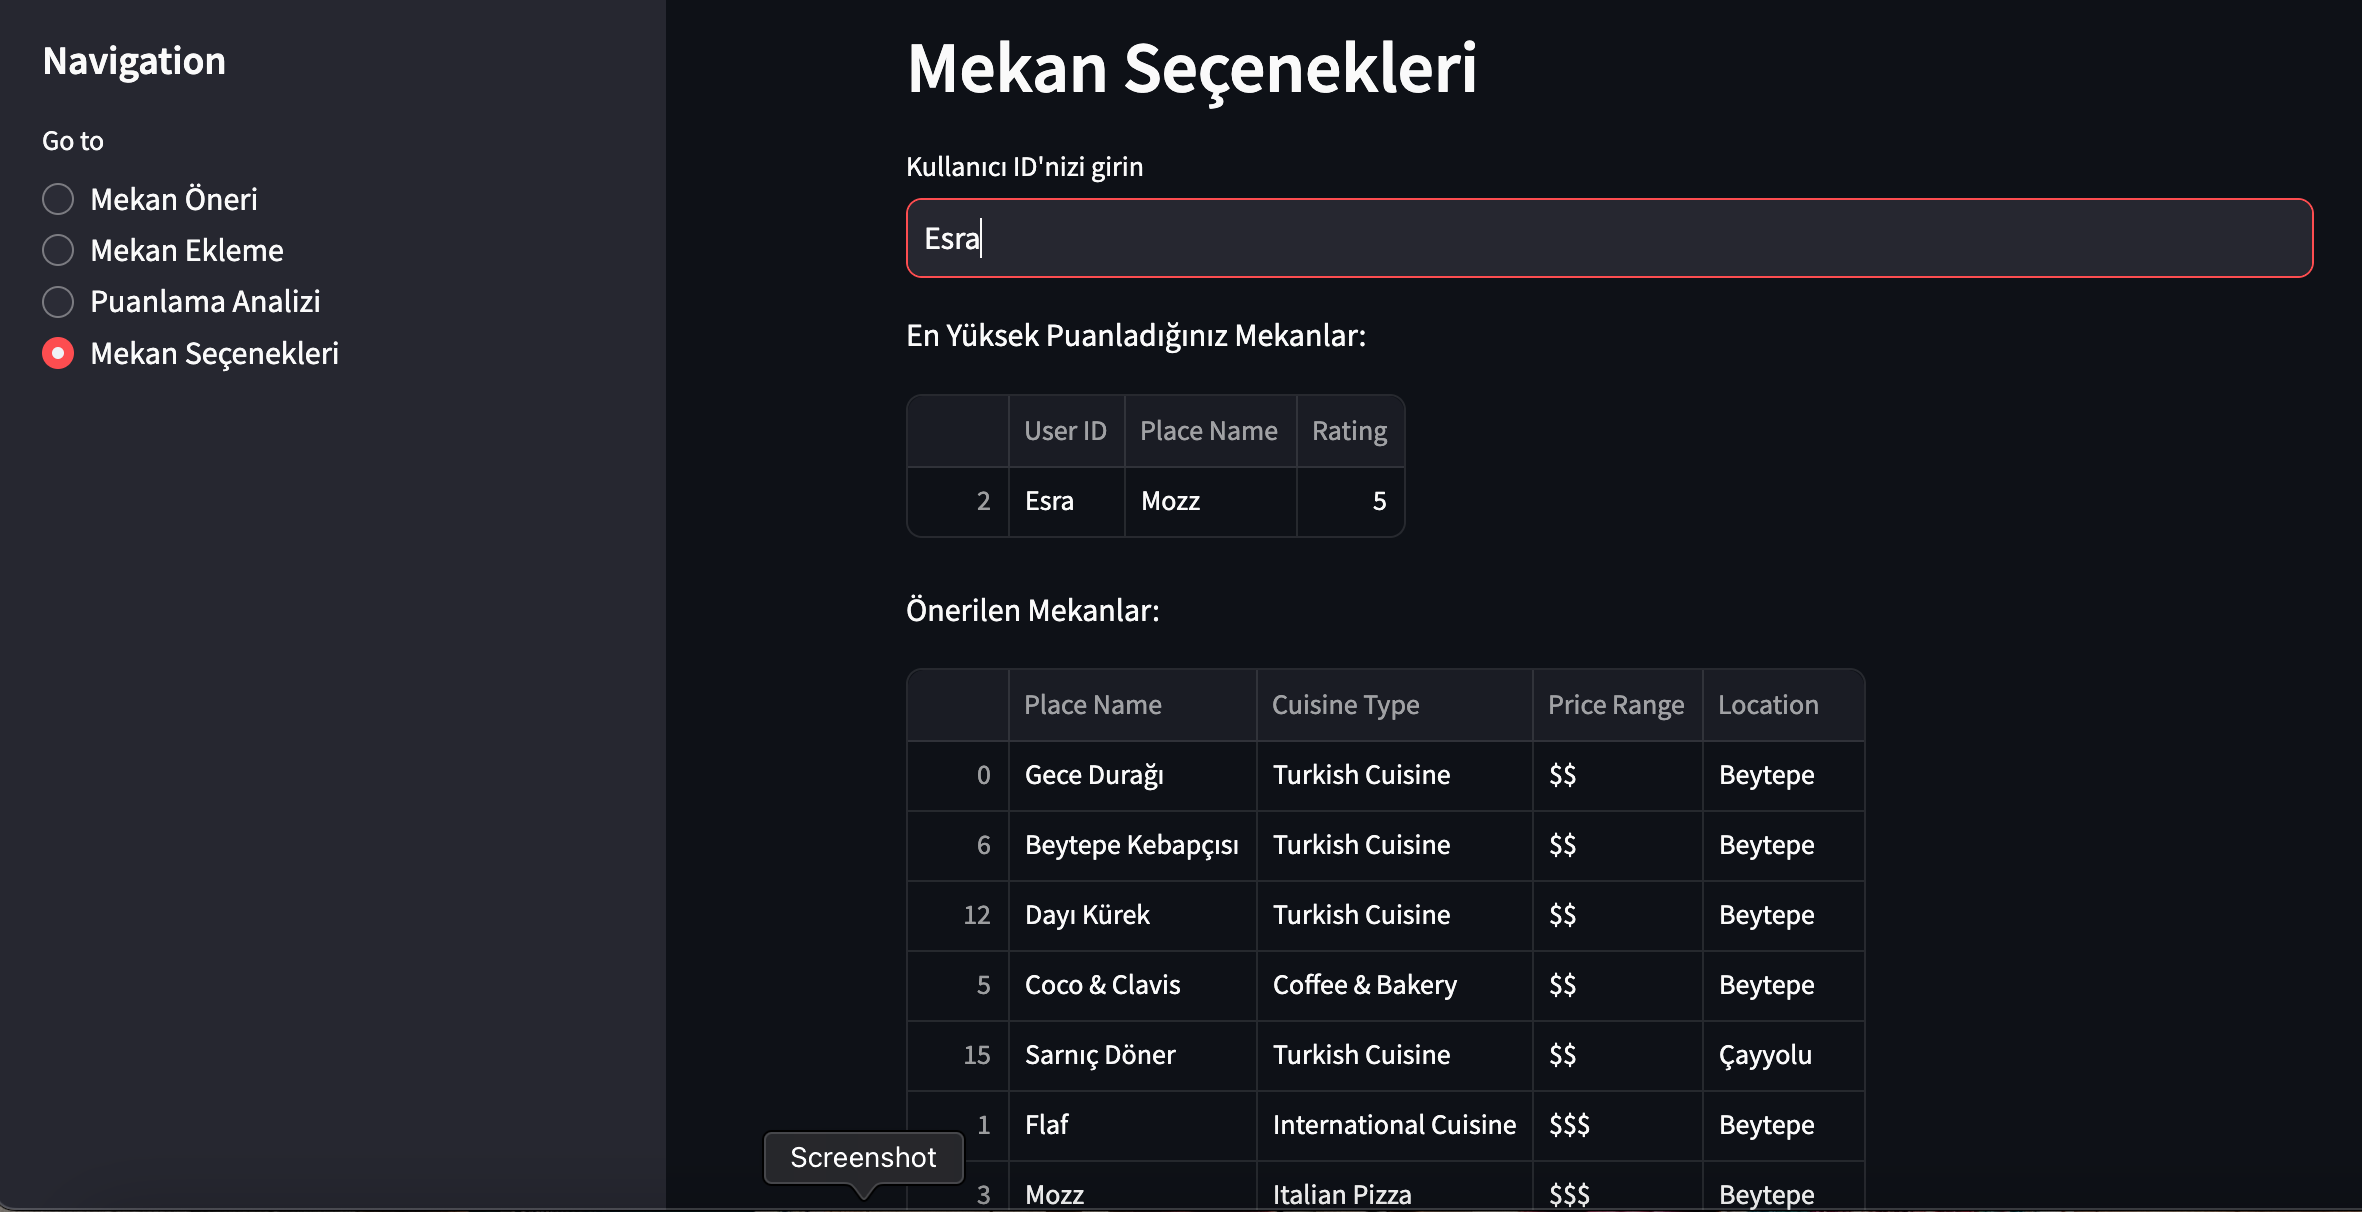 Navigation
Go to
Mekan Öneri
Mekan Ekleme
Puanlama Analizi
Mekan Seçenekleri
Mekan Seçenekleri
Kullanıcı ID'nizi girin
Esra
En Yüksek Puanladığınız Mekanlar:
User ID Place Name Rating
2 Esra Mozz 5
Önerilen Mekanlar:
Place Name Cuisine Type Price Range Location
0 Gece Durağı Turkish Cuisine $$ Beytepe
6 Beytepe Kebapçısı Turkish Cuisine $$ Beytepe
12 Dayı Kürek Turkish Cuisine $$ Beytepe
5 Coco & Clavis Coffee & Bakery $$ Beytepe
15 Sarnıç Döner Turkish Cuisine $$ Çayyolu
1 Flaf International Cuisine $$$ Beytepe
Screenshot
3 Mozz Italian Pizza $$$ Beytepe